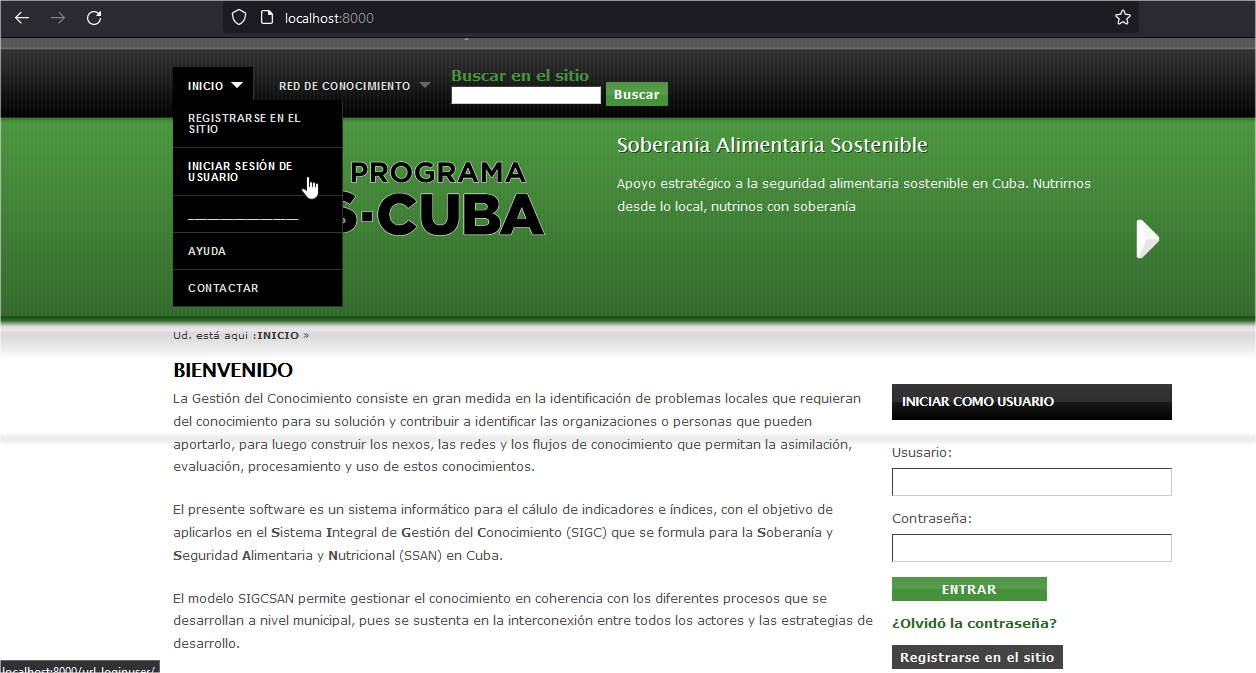 localhost:8000
INICIO
RED DE CONOCIMIENTO
Buscar en el sitio
Buscar
REGISTRARSE EN EL
SITIO
INICIAR SESIÓN DE
USUARIO
____________________
AYUDA
CONTACTAR
PROGRAMA
S·CUBA
Soberania Alimentaria Sostenible
Apoyo estratégico a la seguridad alimentaria sostenible en Cuba. Nutrirnos
desde lo local, nutrinos con soberanía
Ud. está aqui :INICIO »
BIENVENIDO
La Gestión del Conocimiento consiste en gran medida en la identificación de problemas locales que requieran
del conocimiento para su solución y contribuir a identificar las organizaciones o personas que pueden
aportarlo, para luego construir los nexos, las redes y los flujos de conocimiento que permitan la asimilación,
evaluación, procesamiento y uso de estos conocimientos.
El presente software es un sistema informático para el cálulo de indicadores e índices, con el objetivo de
aplicarlos en el Sistema Integral de Gestión del Conocimiento (SIGC) que se formula para la Soberanía y
Seguridad Alimentaria y Nutricional (SSAN) en Cuba.
El modelo SIGCSAN permite gestionar el conocimiento en coherencia con los diferentes procesos que se
desarrollan a nivel municipal, pues se sustenta en la interconexión entre todos los actores y las estrategias de
desarrollo.
INICIAR COMO USUARIO
Ususario:
Contraseña:
ENTRAR
¿Olvidó la contraseña?
Registrarse en el sitio
localhost:8000/url_loginuser/